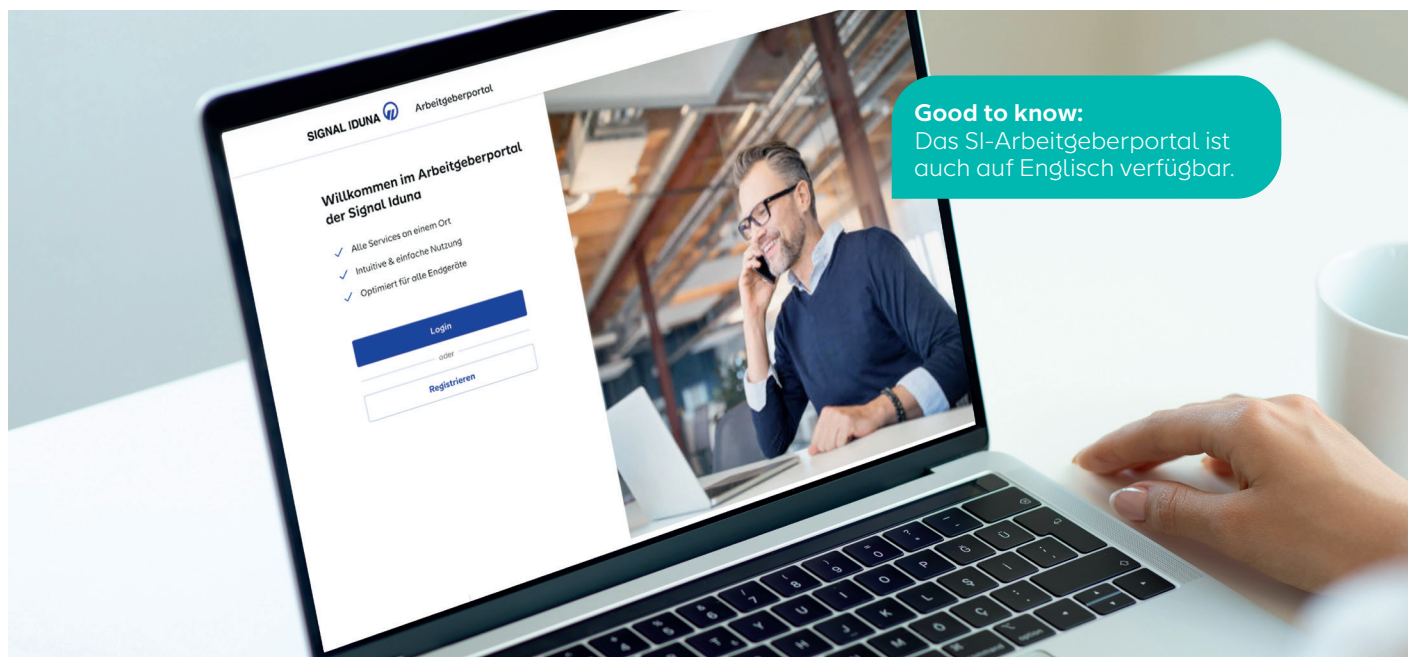 SIGNAL IDUNA Arbeitgeberportal
Willkommen im Arbeitgeberportal
der Signal Iduna
Alle Services an einem Ort
Intuitive & einfache Nutzung
Optimiert für alle Endgeräte
Login
oder
Registrieren
Good to know:
Das SI-Arbeitgeberportal ist
auch auf Englisch verfügbar.